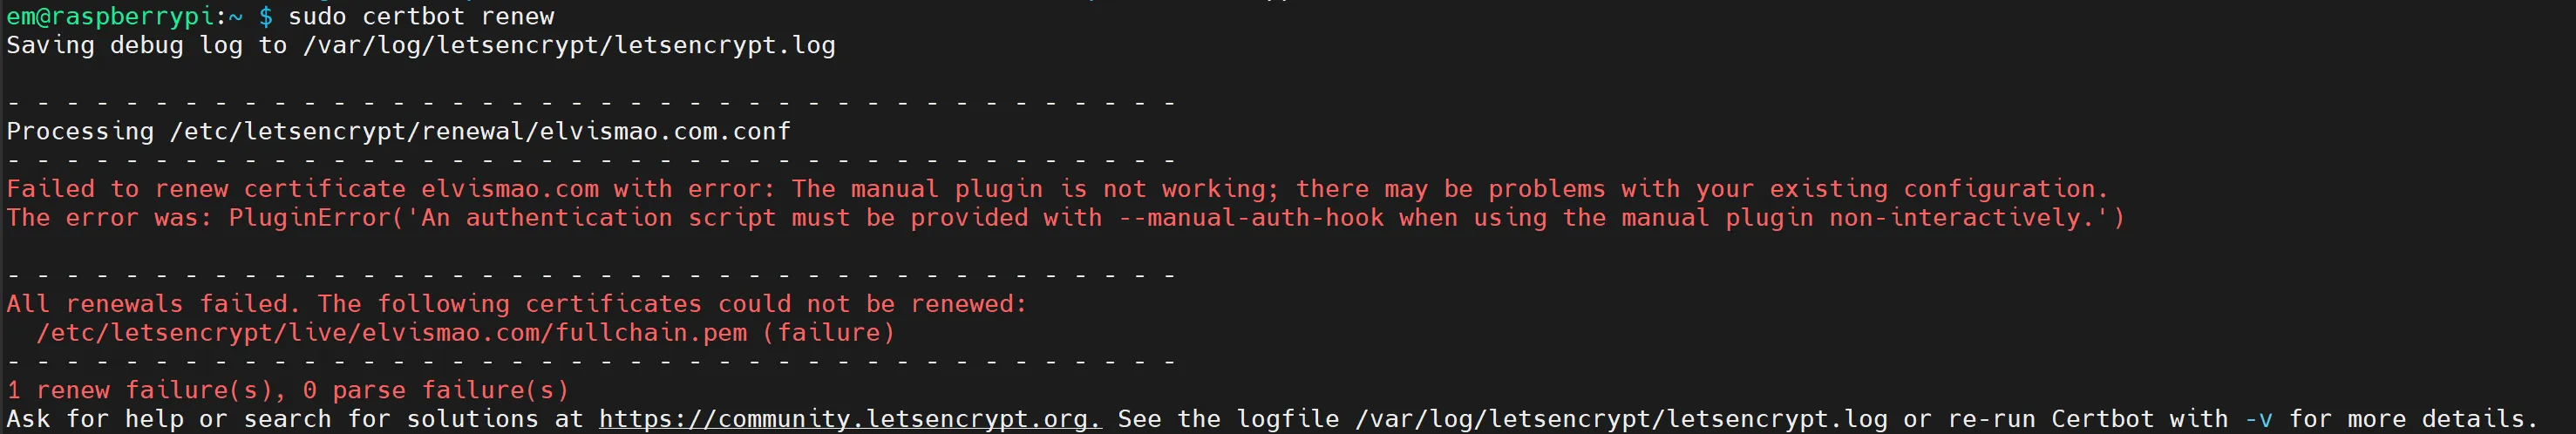 em@raspberrypi:~ $ sudo certbot renew
Saving debug log to /var/log/letsencrypt/letsencrypt.log
- - - - - - - - - - - - - - - - - - - - - - - - - - - - - - - - - - - - - - - -
Processing /etc/letsencrypt/renewal/elvismao.com.conf
- - - - - - - - - - - - - - - - - - - - - - - - - - - - - - - - - - - - - - - -
Failed to renew certificate elvismao.com with error: The manual plugin is not working; there may be problems with your existing configuration.
The error was: PluginError('An authentication script must be provided with --manual-auth-hook when using the manual plugin non-interactively.')
- - - - - - - - - - - - - - - - - - - - - - - - - - - - - - - - - - - - - - - -
All renewals failed. The following certificates could not be renewed:
  /etc/letsencrypt/live/elvismao.com/fullchain.pem (failure)
- - - - - - - - - - - - - - - - - - - - - - - - - - - - - - - - - - - - - - - -
1 renew failure(s), 0 parse failure(s)
Ask for help or search for solutions at https://community.letsencrypt.org. See the logfile /var/log/letsencrypt/letsencrypt.log or re-run Certbot with -v for more details.